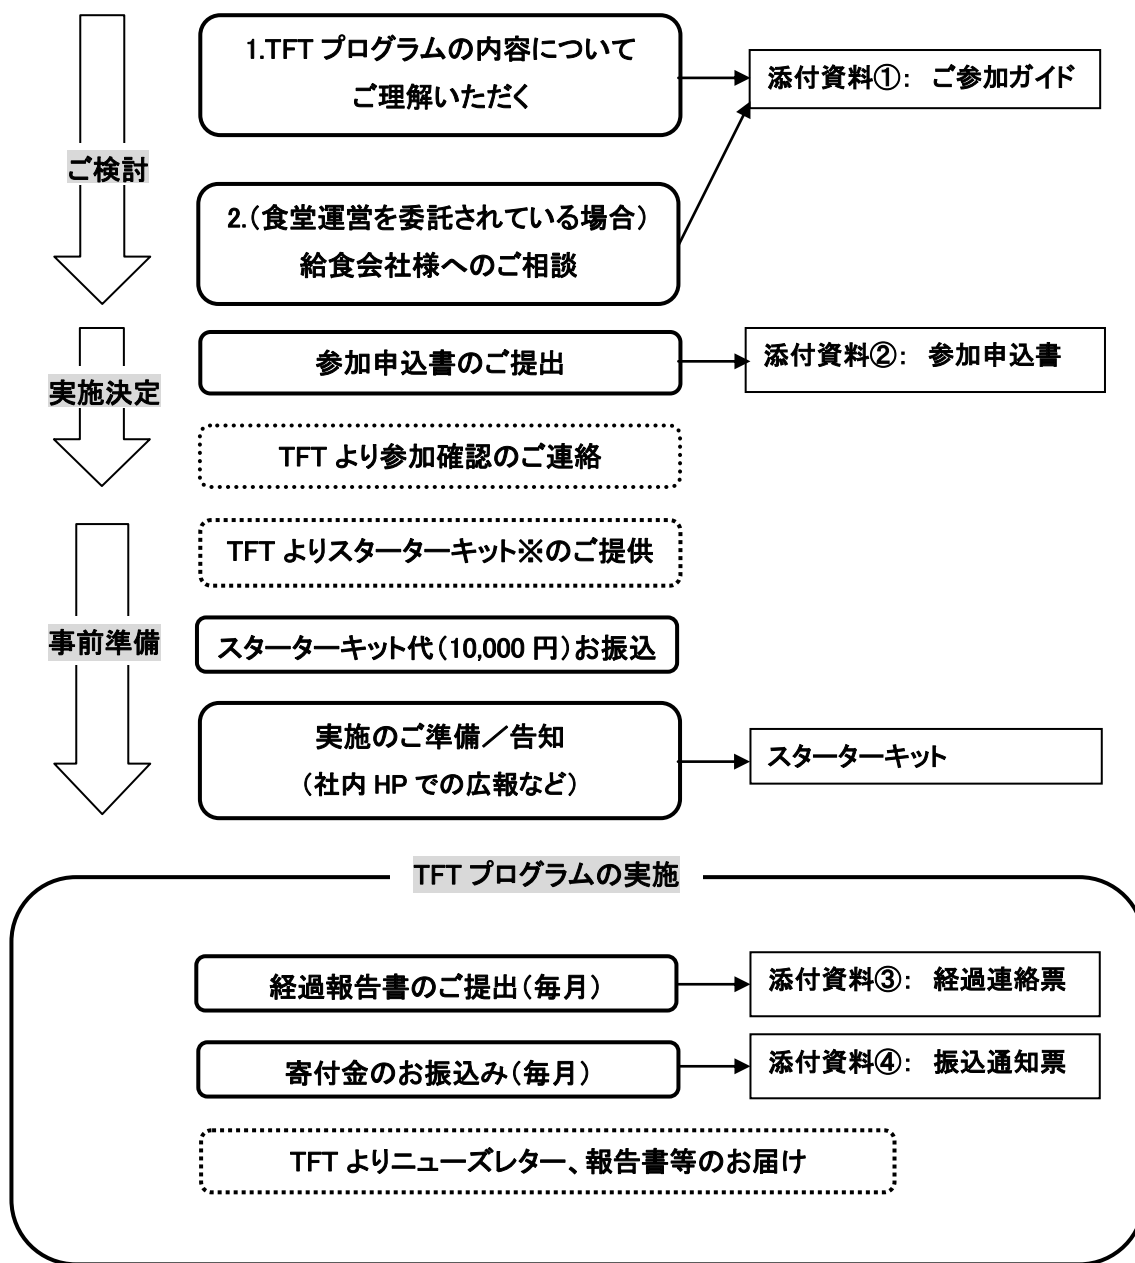 1.TFT プログラムの内容について
ご理解いただく
添付資料①： ご参加ガイド
ご検討
2.（食堂運営を委託されている場合）
給食会社様へのご相談
参加申込書のご提出
添付資料②： 参加申込書
実施決定
TFT より参加確認のご連絡
TFT よりスターターキット※のご提供
事前準備
スターターキット代（10,000 円）お振込
実施のご準備／告知
（社内 HP での広報など）
スターターキット
TFT プログラムの実施
経過報告書のご提出（毎月）
添付資料③： 経過連絡票
寄付金のお振込み（毎月）
添付資料④： 振込通知票
TFT よりニューズレター、報告書等のお届け